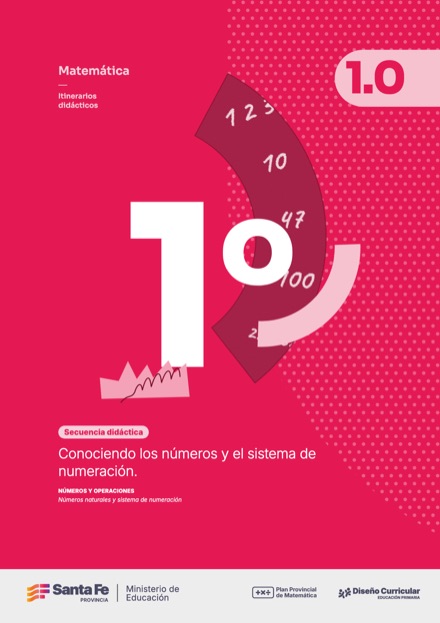 Matemática
Itinerarios
didácticos
1.0
1 2 3
10
47
100
1º
Secuencia didáctica
Conociendo los números y el sistema de
numeración.
NÚMEROS Y OPERACIONES
Números naturales y sistema de numeración
Santa Fe
PROVINCIA
Ministerio de
Educación
Plan Provincial
de Matemática
Diseño Curricular
EDUCACIÓN PRIMARIA